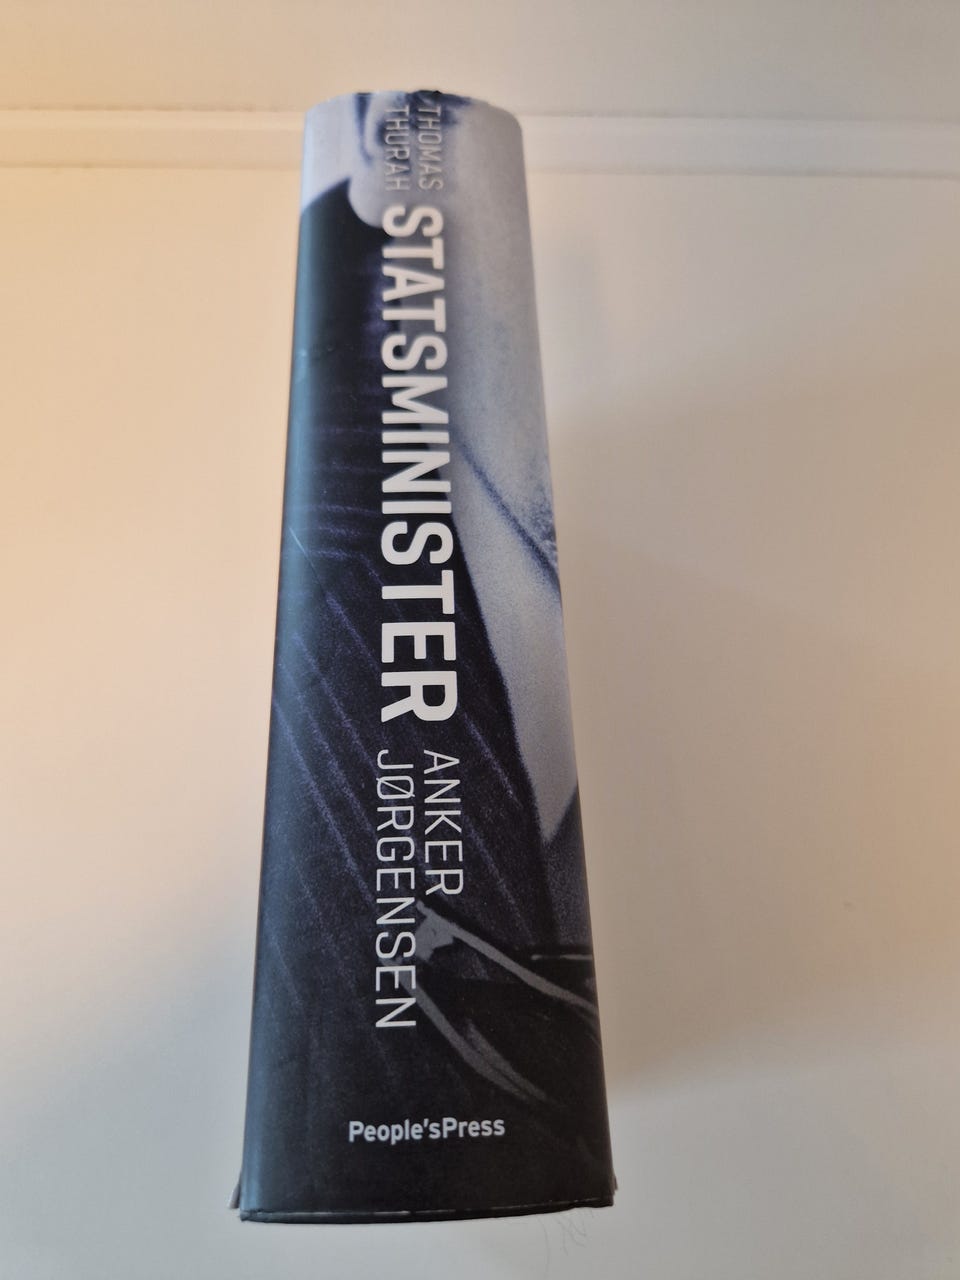 THOMAS
THURAH
STATSMINISTER
ANKER
JØRGENSEN
People'sPress